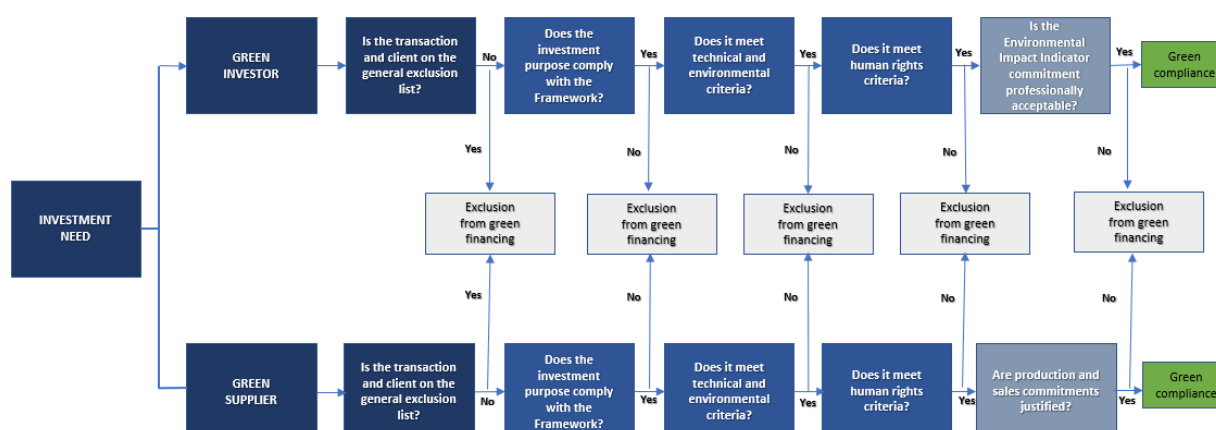 GREEN
INVESTOR
Is the transaction
and client on the
general exclusion
list?
No
Does the
investment
purpose comply
with the
Framework?
Yes
Does it meet
technical and
environmental
criteria?
Yes
Does it meet
human rights
criteria?
Yes
Is the
Environmental
Impact Indicator
commitment
professionally
acceptable?
Yes
Green
compliance
Yes
No
No
No
No
INVESTMENT
NEED
Exclusion
from green
financing
Exclusion
from green
financing
Exclusion
from green
financing
Exclusion
from green
financing
Exclusion
from green
financing
Yes
No
No
No
No
GREEN
SUPPLIER
Is the transaction
and client on the
general exclusion
list?
No
Does the
investment
purpose comply
with the
Framework?
Yes
Does it meet
technical and
environmental
criteria?
Yes
Does it meet
human rights
criteria?
Yes
Are production and
sales commitments
justified?
Yes
Green
compliance